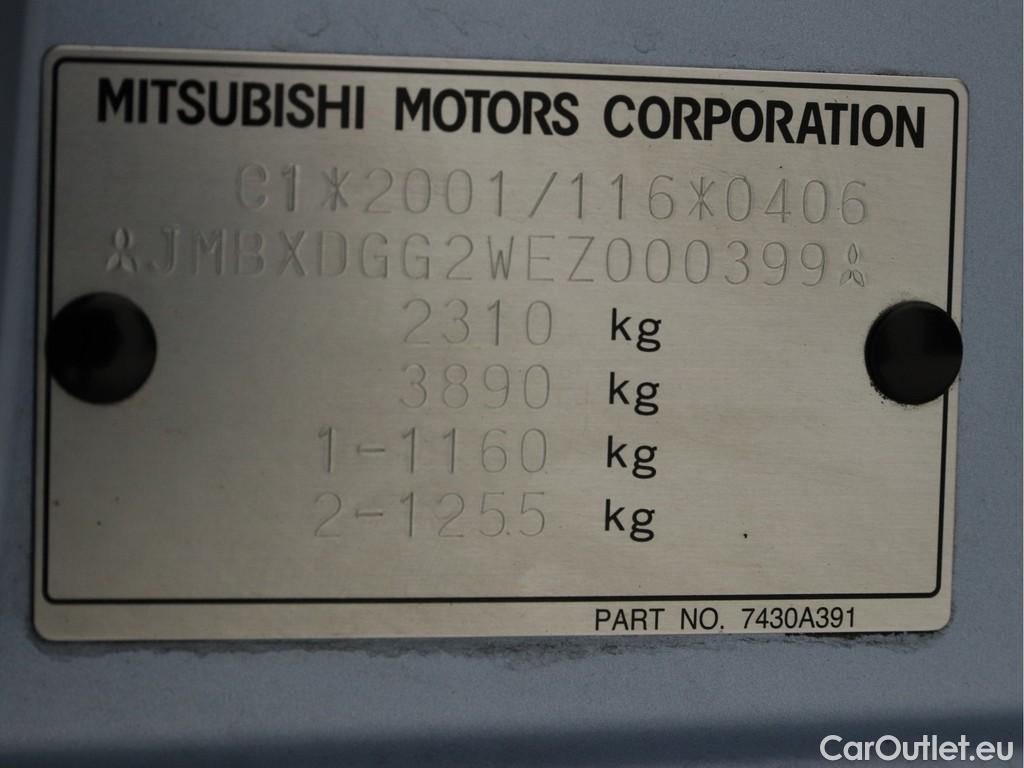 MITSUBISHI MOTORS CORPORATION
C1*2001/116*0406
JMBXDGG2WEZ000399
2310 kg
3890 kg
1-1160 kg
2-1255 kg
PART NO. 7430A391
CarOutlet.eu